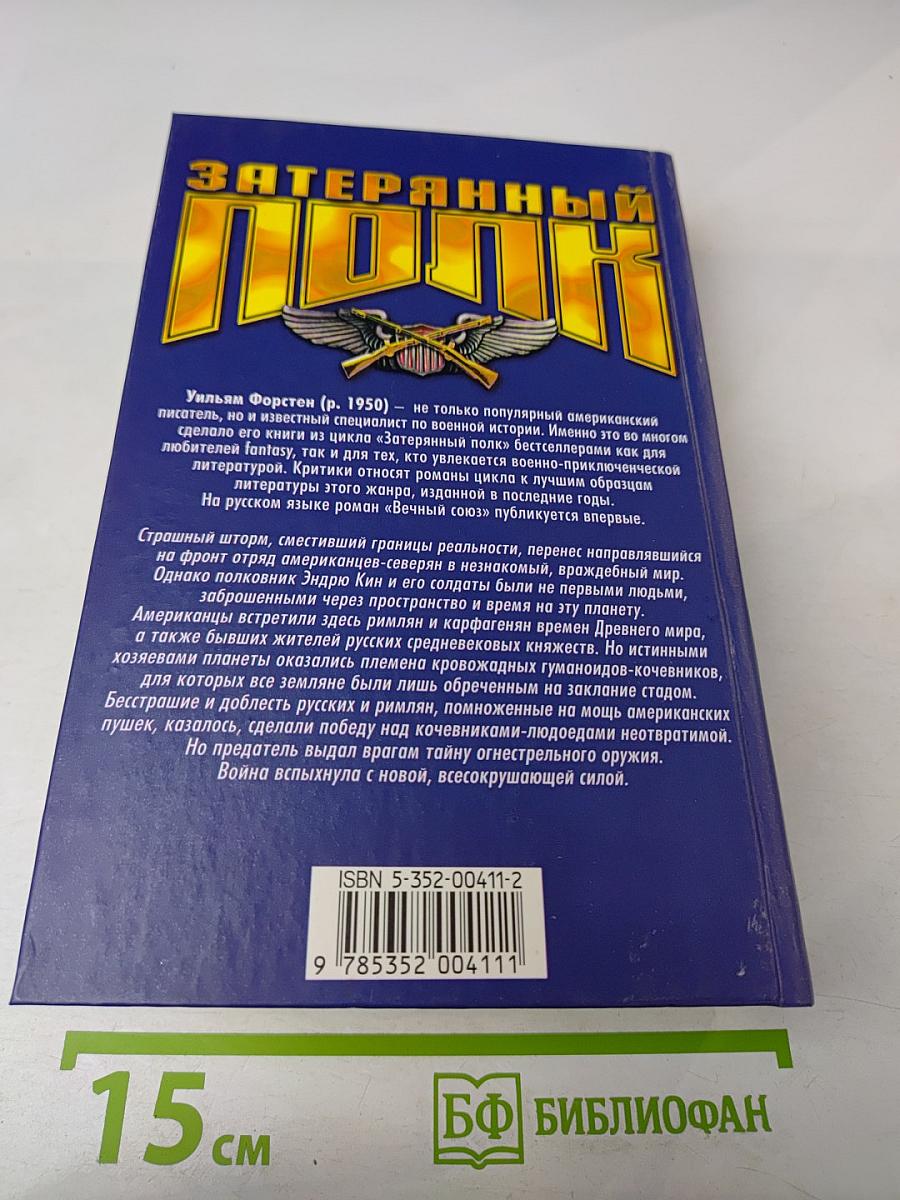 ЗАТЕРЯННЫЙ
ПОЛК
Уильям Форстен (р. 1950) – не только популярный американский
писатель, но и известный специалист по военной истории. Именно это во многом
сделало его книги из цикла «Затерянный полк» бестселлерами как для
любителей fantasy, так и для тех, кто увлекается военно-приключенческой
литературой. Критики относят романы цикла к лучшим образцам
литературы этого жанра, изданной в последние годы.
На русском языке роман «Вечный союз» публикуется впервые.
Страшный шторм, сместивший границы реальности, перенес направлявшийся
на фронт отряд американцев-северян в незнакомый, враждебный мир.
Однако полковник Эндрю Кин и его солдаты были не первыми людьми,
заброшенными через пространство и время на эту планету.
Американцы встретили здесь римлян и карфагенян времен Древнего мира,
а также бывших жителей русских средневековых княжеств. Но истинными
хозяевами планеты оказались племена кровожадных гуманоидов-кочевников,
для которых все земляне были лишь обреченным на заклание стадом.
Бесстрашие и доблесть русских и римлян, помноженные на мощь американских
пушек, казалось, сделали победу над кочевниками-людоедами неотвратимой.
Но предатель выдал врагам тайну огнестрельного оружия.
Война вспыхнула с новой, всесокрушающей силой.
ISBN 5-352-00411-2
9 785352 004111
15 см
БФ БИБЛИОФАН